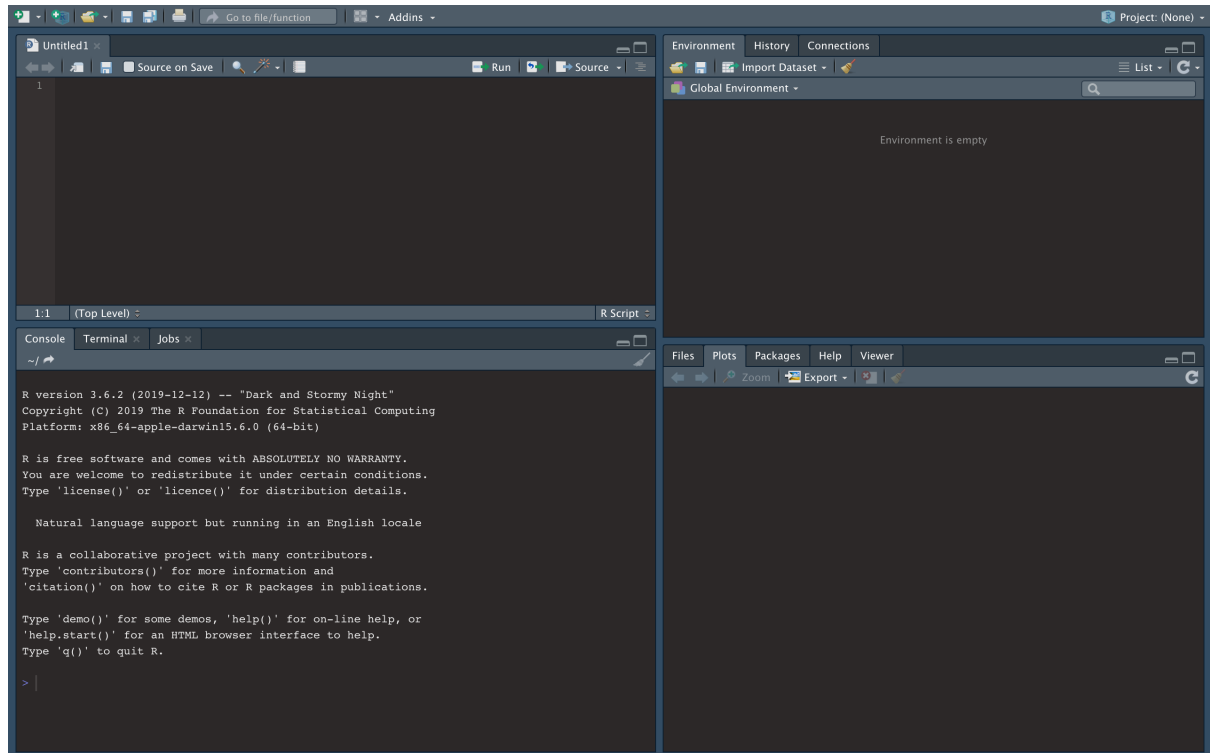 Go to file/function Addins Project: (None)
Untitled1
Source on Save Run Source
1
1:1 (Top Level) R Script
Console Terminal Jobs
~/
R version 3.6.2 (2019-12-12) -- "Dark and Stormy Night"
Copyright (C) 2019 The R Foundation for Statistical Computing
Platform: x86_64-apple-darwin15.6.0 (64-bit)
R is free software and comes with ABSOLUTELY NO WARRANTY.
You are welcome to redistribute it under certain conditions.
Type 'license()' or 'licence()' for distribution details.
Natural language support but running in an English locale
R is a collaborative project with many contributors.
Type 'contributors()' for more information and
'citation()' on how to cite R or R packages in publications.
Type 'demo()' for some demos, 'help()' for on-line help, or
'help.start()' for an HTML browser interface to help.
Type 'q()' to quit R.
>
Environment History Connections
Import Dataset List
Global Environment
Environment is empty
Files Plots Packages Help Viewer
Zoom Export